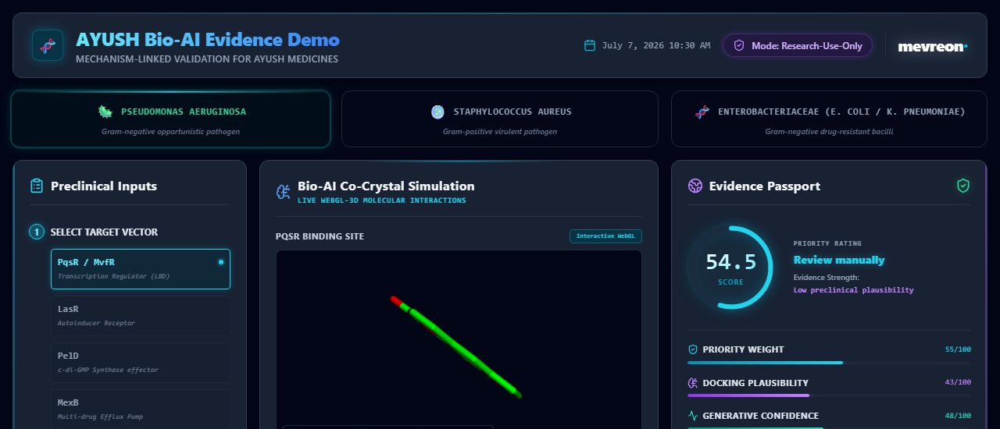 AYUSH Bio-AI Evidence Demo
MECHANISM-LINKED VALIDATION FOR AYUSH MEDICINES
July 7, 2026 10:30 AM
Mode: Research-Use-Only
mevreon
PSEUDOMONAS AERUGINOSA
Gram-negative opportunistic pathogen
STAPHYLOCOCCUS AUREUS
Gram-positive virulent pathogen
ENTEROBACTERIACEAE (E. COLI / K. PNEUMONIAE)
Gram-negative drug-resistant bacilli
Preclinical Inputs
1 SELECT TARGET VECTOR
PqsR / MvfR
Transcription Regulator (LBD)
LasR
Autoinducer Receptor
PelD
c-di-GMP Synthase effector
MexB
Multi-drug Efflux Pump
Bio-AI Co-Crystal Simulation
LIVE WEBGL-3D MOLECULAR INTERACTIONS
PQSR BINDING SITE
Interactive WebGL
Evidence Passport
54.5
SCORE
PRIORITY RATING
Review manually
Evidence Strength:
Low preclinical plausibility
PRIORITY WEIGHT 55/100
DOCKING PLAUSIBILITY 43/100
GENERATIVE CONFIDENCE 48/100